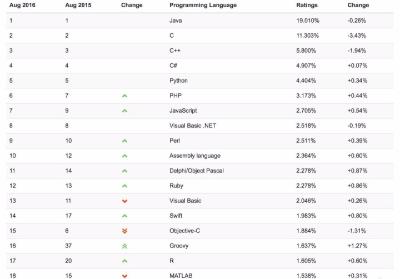 Aug 2016 Aug 2015 Change Programming Language Ratings Change
1 1 Java 19.010% -0.26%
2 2 C 11.303% -3.43%
3 3 C++ 5.800% -1.94%
4 4 C# 4.907% +0.07%
5 5 Python 4.404% +0.34%
6 7 PHP 3.173% +0.44%
7 9 JavaScript 2.705% +0.54%
8 8 Visual Basic .NET 2.518% -0.19%
9 10 Perl 2.511% +0.39%
10 12 Assembly language 2.364% +0.60%
11 14 Delphi/Object Pascal 2.278% +0.87%
12 13 Ruby 2.278% +0.86%
13 11 Visual Basic 2.046% +0.26%
14 17 Swift 1.983% +0.80%
15 6 Objective-C 1.884% -1.31%
16 37 Groovy 1.637% +1.27%
17 20 R 1.605% +0.60%
18 15 MATLAB 1.538% +0.31%